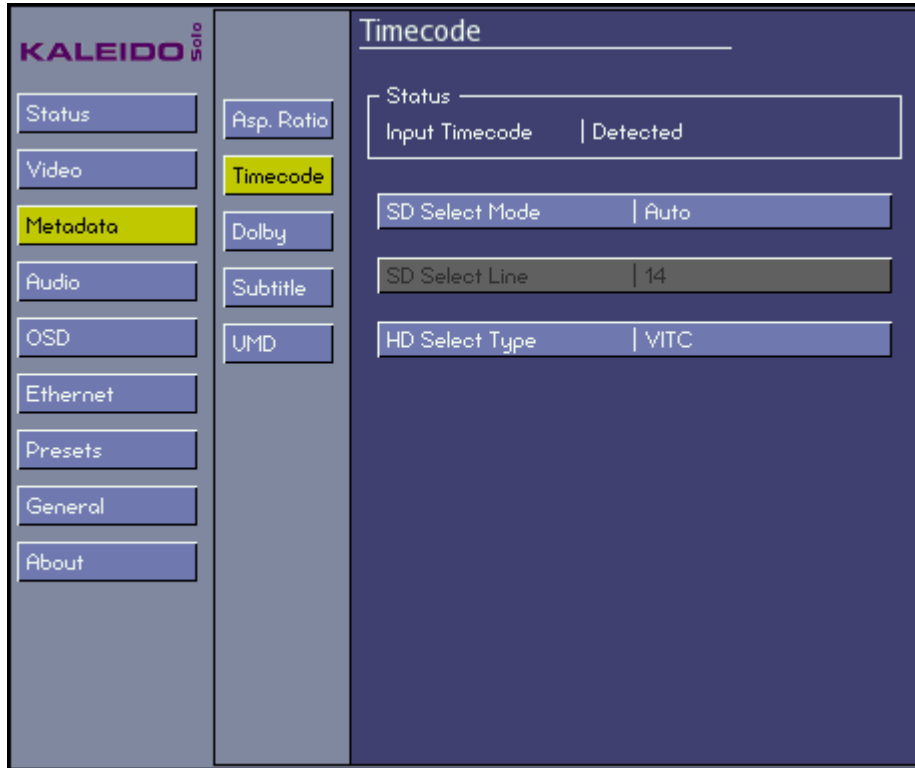 KALEIDO Solo
Status
Video
Metadata
Audio
OSD
Ethernet
Presets
General
About
Asp. Ratio
Timecode
Dolby
Subtitle
UMD
Timecode
Status
Input Timecode | Detected
SD Select Mode | Auto
SD Select Line | 14
HD Select Type | VITC